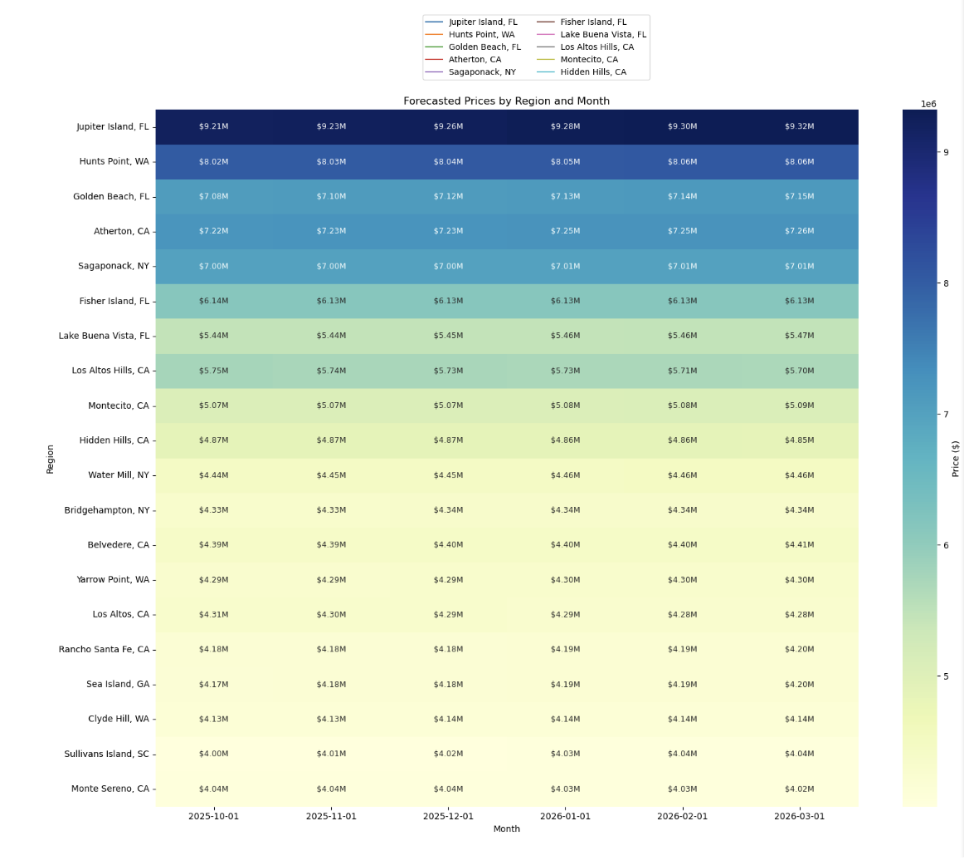 Jupiter Island, FL Fisher Island, FL
Hunts Point, WA Lake Buena Vista, FL
Golden Beach, FL Los Altos Hills, CA
Atherton, CA Montecito, CA
Sagaponack, NY Hidden Hills, CA
Forecasted Prices by Region and Month
1e6
Jupiter Island, FL $9.21M $9.23M $9.26M $9.28M $9.30M $9.32M
9
Hunts Point, WA $8.02M $8.03M $8.04M $8.05M $8.06M $8.06M
Golden Beach, FL $7.08M $7.10M $7.12M $7.13M $7.14M $7.15M
Atherton, CA $7.22M $7.23M $7.23M $7.25M $7.25M $7.26M
Sagaponack, NY $7.00M $7.00M $7.00M $7.01M $7.01M $7.01M
8
Fisher Island, FL $6.14M $6.13M $6.13M $6.13M $6.13M $6.13M
Lake Buena Vista, FL $5.44M $5.44M $5.45M $5.46M $5.46M $5.47M
Los Altos Hills, CA $5.75M $5.74M $5.73M $5.73M $5.71M $5.70M
Montecito, CA $5.07M $5.07M $5.07M $5.08M $5.08M $5.09M
7
Hidden Hills, CA $4.87M $4.87M $4.87M $4.86M $4.86M $4.85M
Region
Price ($)
Water Mill, NY $4.44M $4.45M $4.45M $4.46M $4.46M $4.46M
Bridgehampton, NY $4.33M $4.33M $4.34M $4.34M $4.34M $4.34M
Belvedere, CA $4.39M $4.39M $4.40M $4.40M $4.40M $4.41M
6
Yarrow Point, WA $4.29M $4.29M $4.29M $4.30M $4.30M $4.30M
Los Altos, CA $4.31M $4.30M $4.29M $4.29M $4.28M $4.28M
Rancho Santa Fe, CA $4.18M $4.18M $4.18M $4.19M $4.19M $4.20M
5
Sea Island, GA $4.17M $4.18M $4.18M $4.19M $4.19M $4.20M
Clyde Hill, WA $4.13M $4.13M $4.14M $4.14M $4.14M $4.14M
Sullivans Island, SC $4.00M $4.01M $4.02M $4.03M $4.04M $4.04M
Monte Sereno, CA $4.04M $4.04M $4.04M $4.03M $4.03M $4.02M
2025-10-01 2025-11-01 2025-12-01 2026-01-01 2026-02-01 2026-03-01
Month